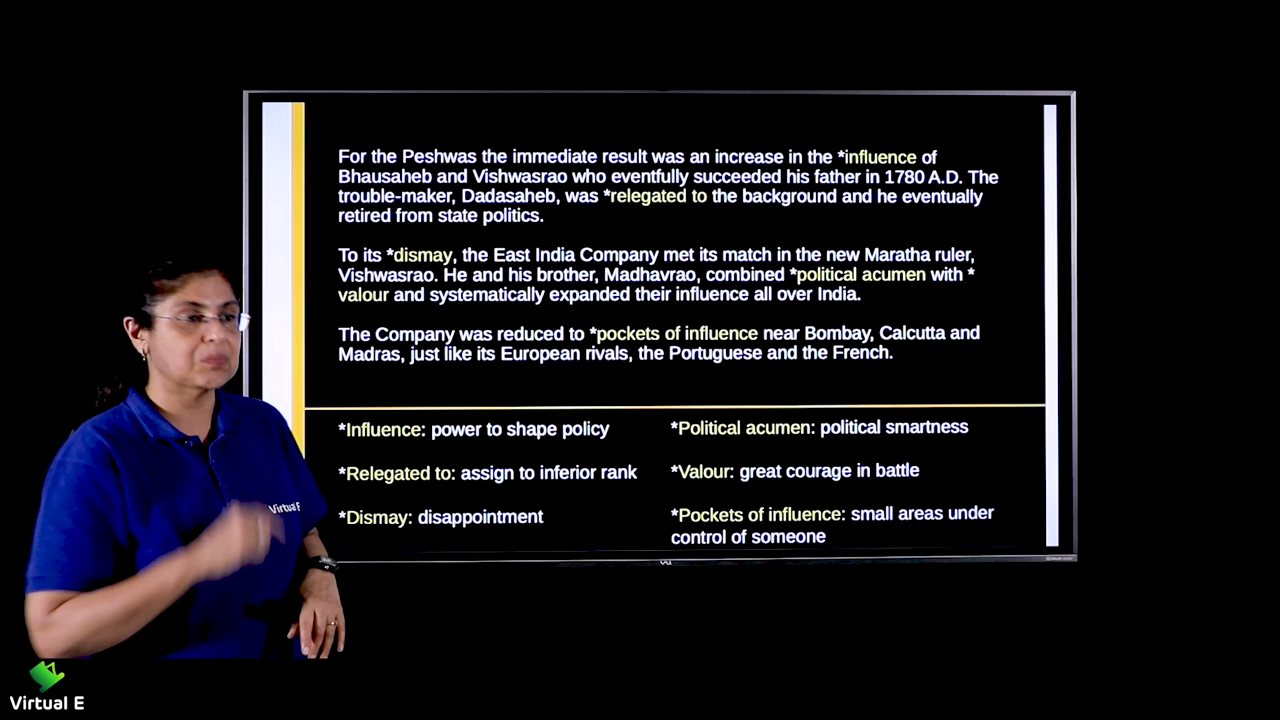 For the Peshwas the immediate result was an increase in the *influence of
Bhausaheb and Vishwasrao who eventfully succeeded his father in 1780 A.D. The
trouble-maker, Dadasaheb, was *relegated to the background and he eventually
retired from state politics.
To its *dismay, the East India Company met its match in the new Maratha ruler,
Vishwasrao. He and his brother, Madhavrao, combined *political acumen with *
valour and systematically expanded their influence all over India.
The Company was reduced to *pockets of influence near Bombay, Calcutta and
Madras, just like its European rivals, the Portuguese and the French.
*Influence: power to shape policy
*Relegated to: assign to inferior rank
*Dismay: disappointment
*Political acumen: political smartness
*Valour: great courage in battle
*Pockets of influence: small areas under
control of someone
Virtual E
Virtual E